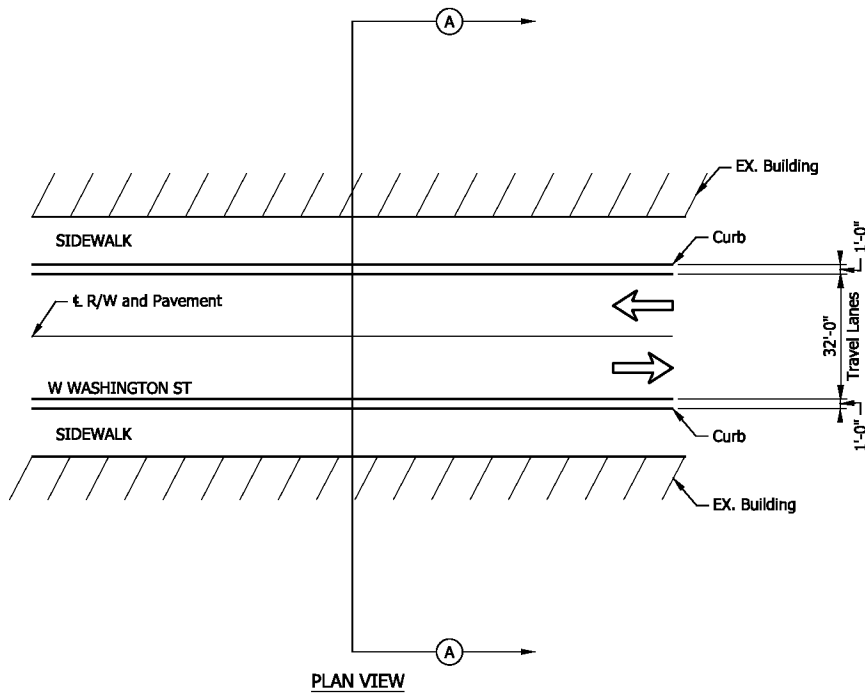 A
EX. Building
SIDEWALK
Curb
1'-0"
℄ R/W and Pavement
32'-0"
Travel Lanes
W WASHINGTON ST
SIDEWALK
Curb
1'-0"
EX. Building
A
PLAN VIEW